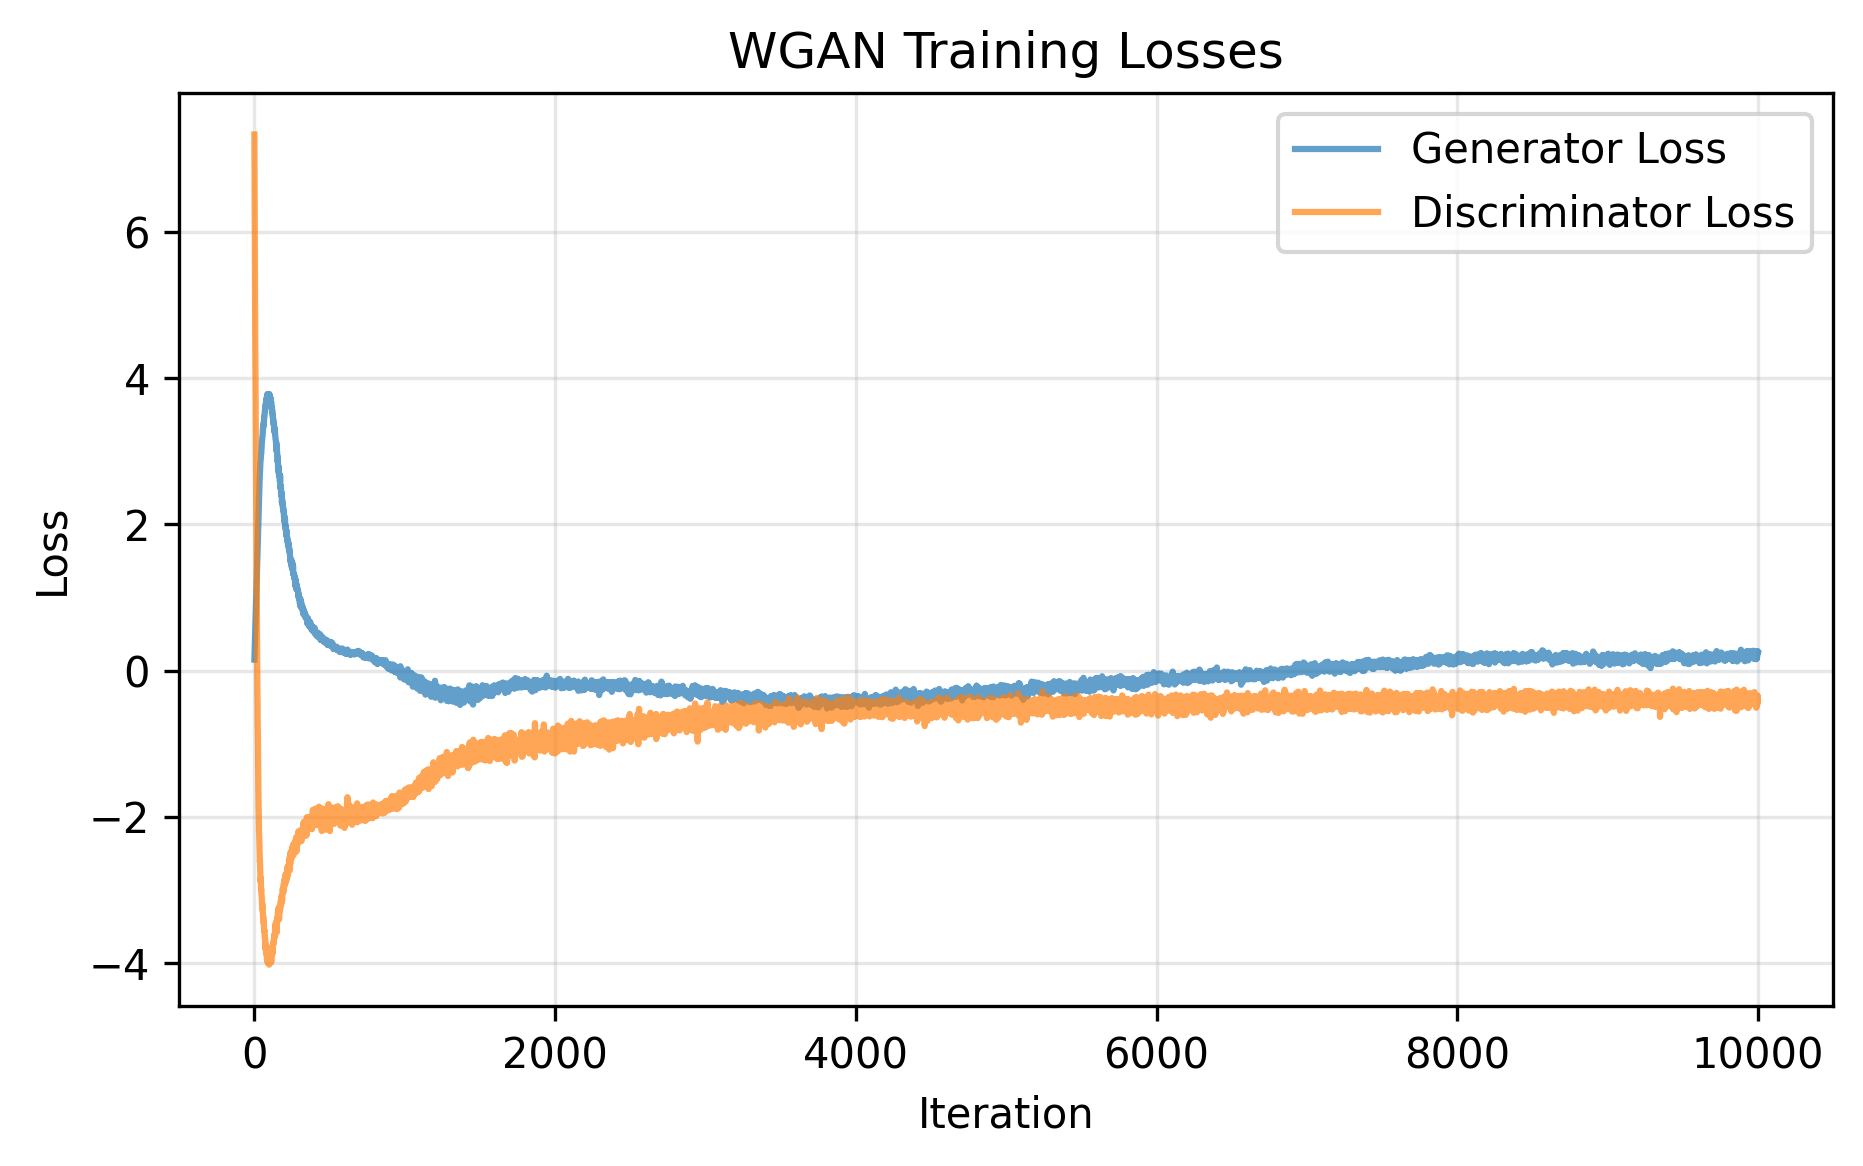 WGAN Training Losses
Generator Loss
Discriminator Loss
6
4
2
0
−2
−4
Loss
0 2000 4000 6000 8000 10000
Iteration